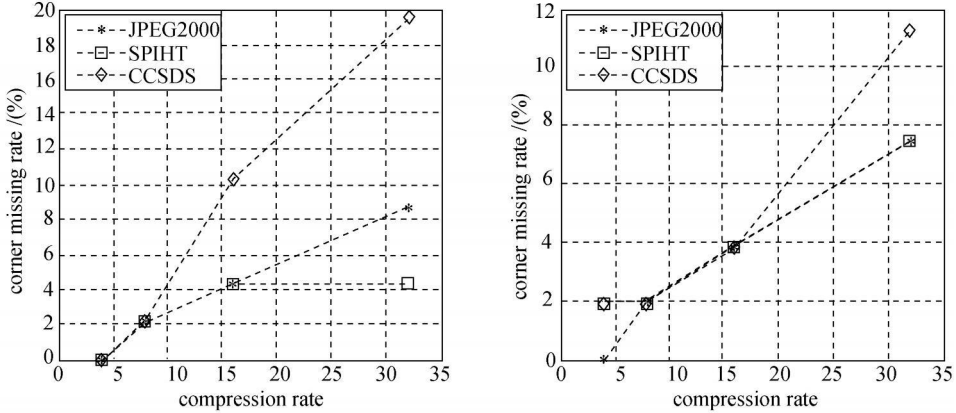 20
18
16
14
12
10
8
6
4
2
0
corner missing rate /(%)
JPEG2000
SPIHT
CCSDS
0 5 10 15 20 25 30 35
compression rate
12
10
8
6
4
2
0
corner missing rate /(%)
JPEG2000
SPIHT
CCSDS
0 5 10 15 20 25 30 35
compression rate